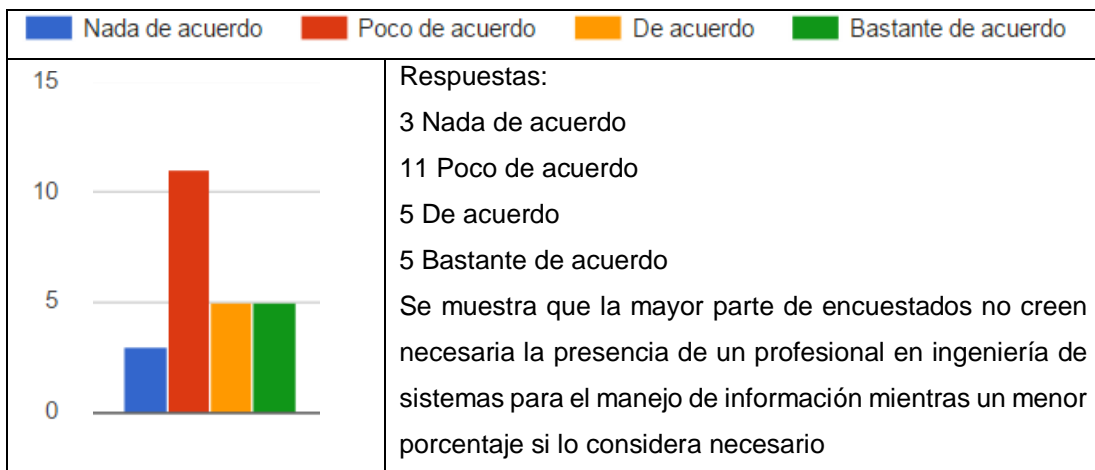 Nada de acuerdo Poco de acuerdo De acuerdo Bastante de acuerdo
15
10
5
0
Respuestas:
3 Nada de acuerdo
11 Poco de acuerdo
5 De acuerdo
5 Bastante de acuerdo
Se muestra que la mayor parte de encuestados no creen
necesaria la presencia de un profesional en ingeniería de
sistemas para el manejo de información mientras un menor
porcentaje si lo considera necesario